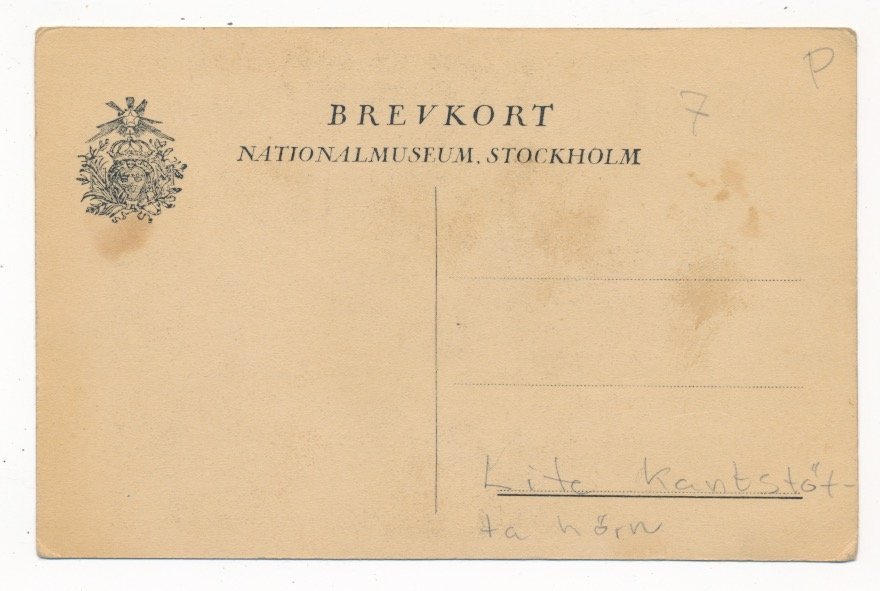 P
7
BREVKORT
NATIONALMUSEUM, STOCKHOLM
Lite kantstöt-
ta hörn